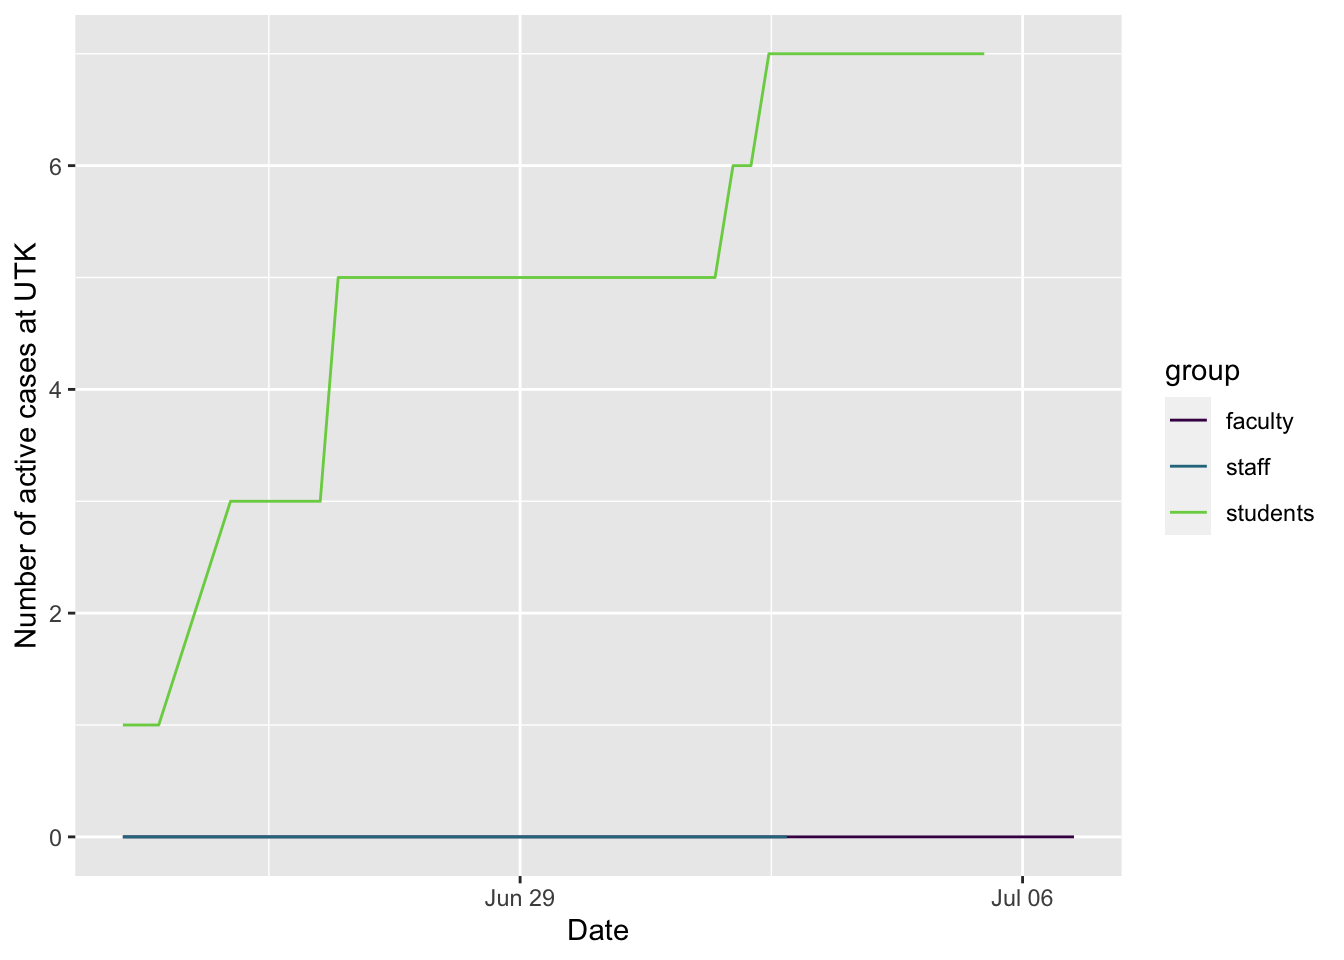 Number of active cases at UTK
6
4
2
0
Jun 29
Jul 06
Date
group
faculty
staff
students